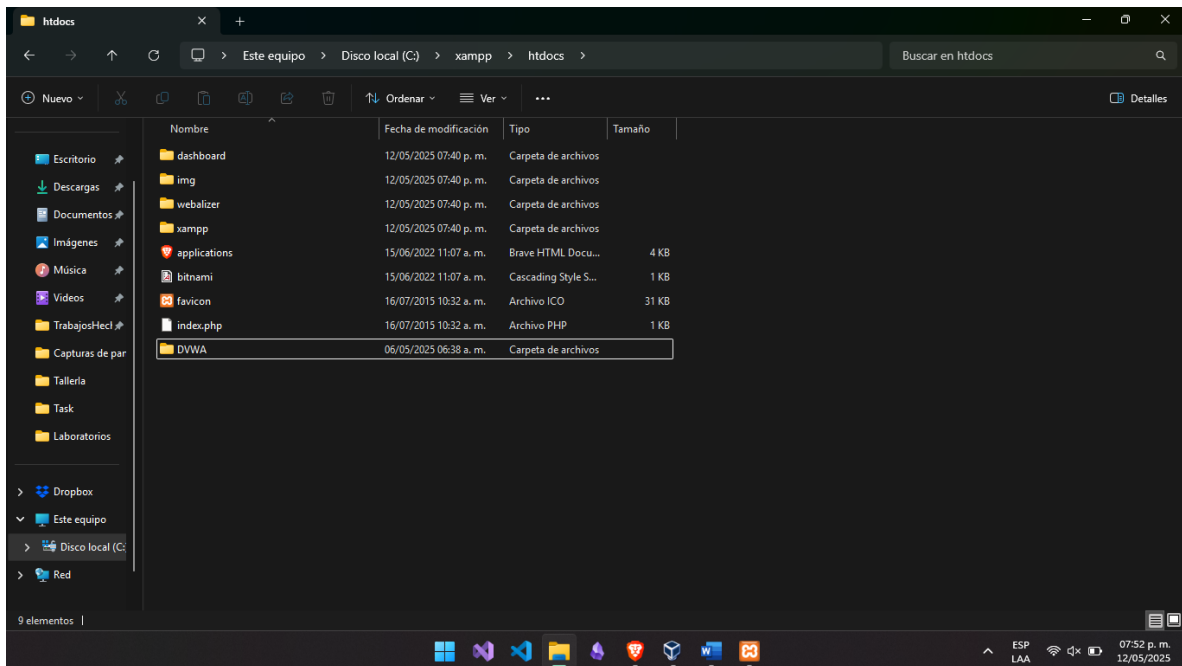 htdocs
Este equipo > Disco local (C:) > xampp > htdocs >
Buscar en htdocs
Nuevo
Ordenar
Ver
Detalles
Nombre Fecha de modificación Tipo Tamaño
dashboard 12/05/2025 07:40 p. m. Carpeta de archivos
img 12/05/2025 07:40 p. m. Carpeta de archivos
webalizer 12/05/2025 07:40 p. m. Carpeta de archivos
xampp 12/05/2025 07:40 p. m. Carpeta de archivos
applications 15/06/2022 11:07 a. m. Brave HTML Docu... 4 KB
bitnami 15/06/2022 11:07 a. m. Cascading Style S... 1 KB
favicon 16/07/2015 10:32 a. m. Archivo ICO 31 KB
index.php 16/07/2015 10:32 a. m. Archivo PHP 1 KB
DVWA 06/05/2025 06:38 a. m. Carpeta de archivos
Escritorio
Descargas
Documentos
Imágenes
Música
Videos
TrabajosHecl
Capturas de par
TallerIa
Task
Laboratorios
Dropbox
Este equipo
Disco local (C:
Red
9 elementos
ESP
LAA
07:52 p. m.
12/05/2025